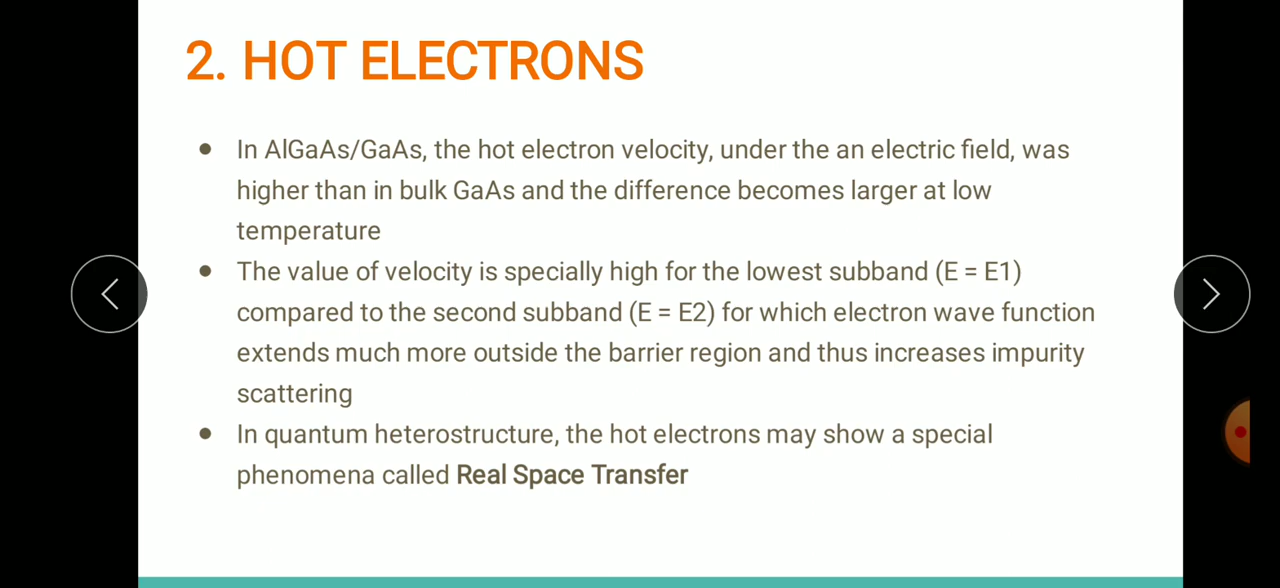 2. HOT ELECTRONS
● In AlGaAs/GaAs, the hot electron velocity, under the an electric field, was
higher than in bulk GaAs and the difference becomes larger at low
temperature
● The value of velocity is specially high for the lowest subband (E = E1)
compared to the second subband (E = E2) for which electron wave function
extends much more outside the barrier region and thus increases impurity
scattering
● In quantum heterostructure, the hot electrons may show a special
phenomena called Real Space Transfer